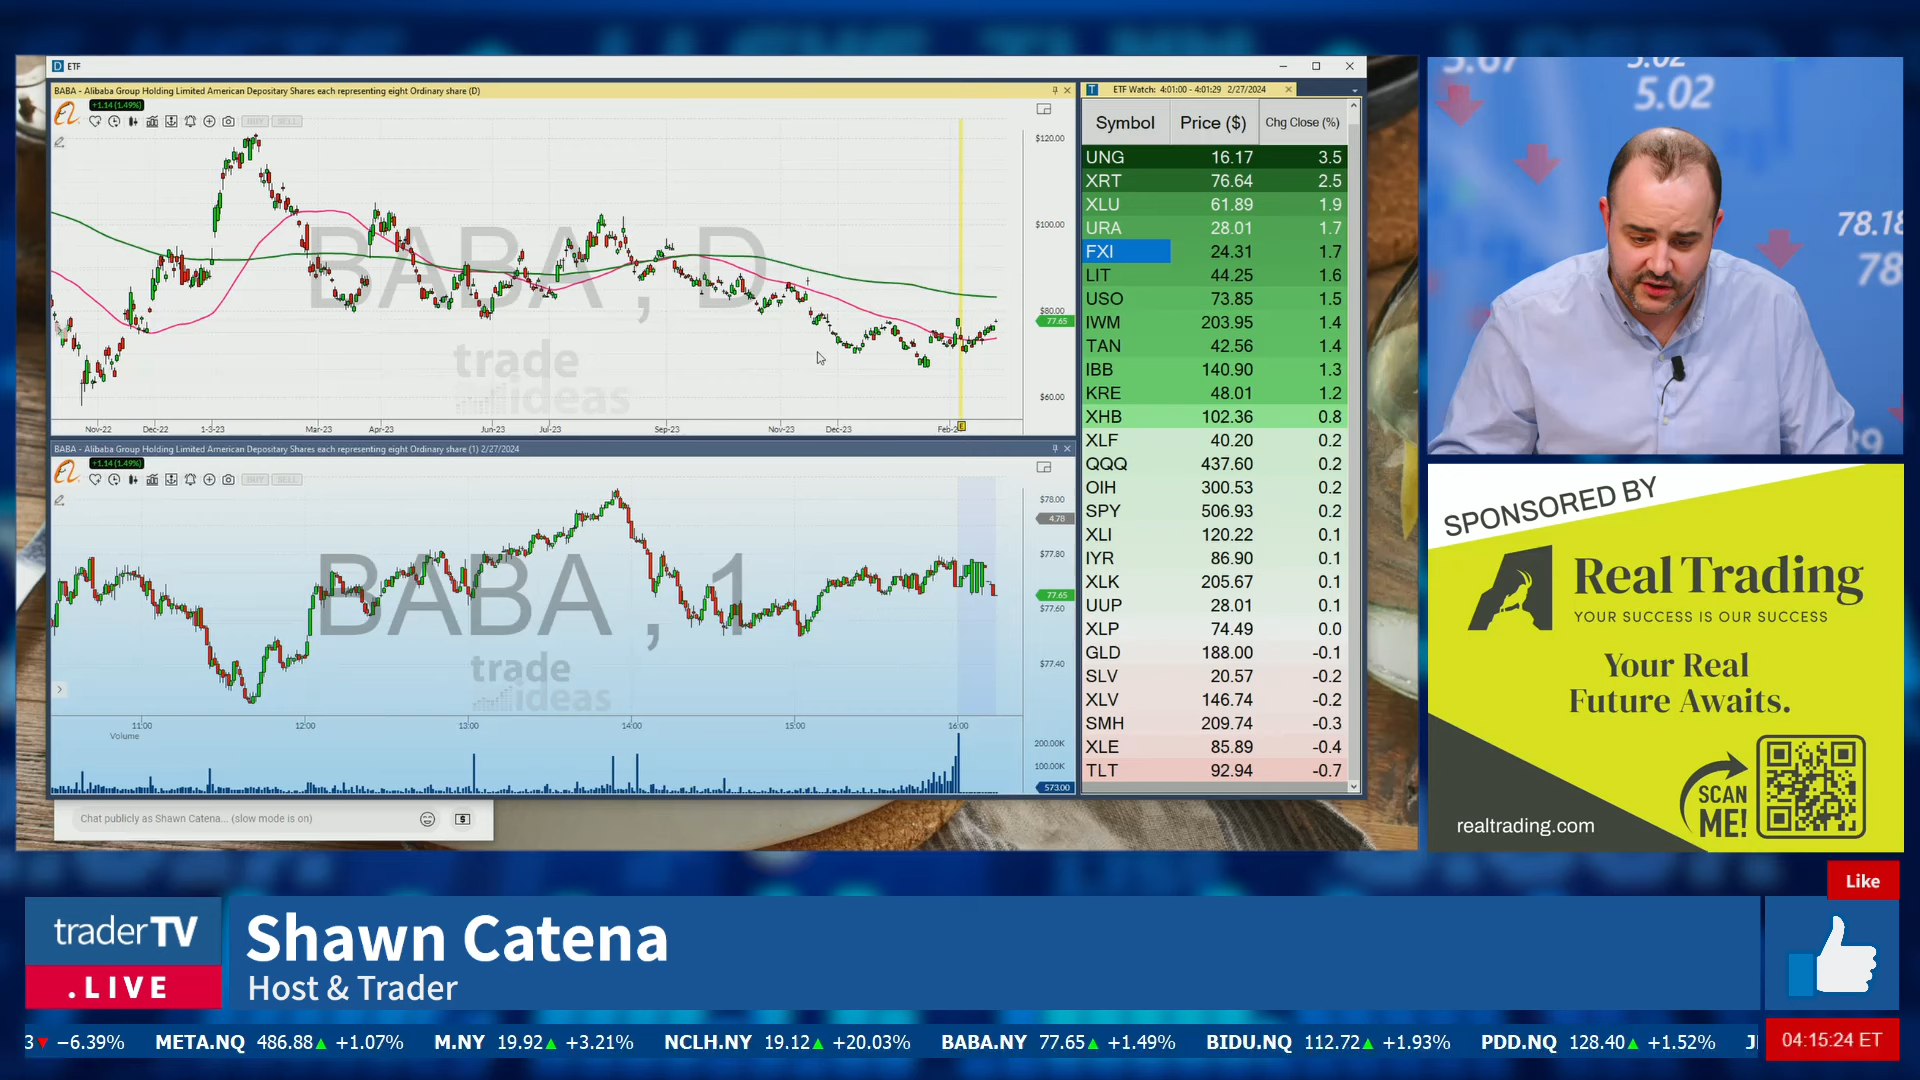 ETF
BABA - Alibaba Group Holding Limited American Depositary Shares each representing eight Ordinary share (D)
+1.14 (1.49%)
BUY SELL
BABA , D
trade
ideas
$120.00
$100.00
$80.00
77.65
$60.00
Nov-22 Dec-22 1-3-23 Mar-23 Apr-23 Jun-23 Jul-23 Sep-23 Nov-23 Dec-23 Feb-2
E
BABA - Alibaba Group Holding Limited American Depositary Shares each representing eight Ordinary share (1) 2/27/2024
+1.14 (1.49%)
BUY SELL
BABA , 1
trade
ideas
$78.00
4.78
$77.80
77.65
$77.60
$77.40
11:00 12:00 13:00 14:00 15:00 16:00
Volume
200.00K
100.00K
573.00
Chat publicly as Shawn Catena... (slow mode is on)
ETF Watch: 4:01:00 - 4:01:29 2/27/2024
Symbol Price ($) Chg Close (%)
UNG 16.17 3.5
XRT 76.64 2.5
XLU 61.89 1.9
URA 28.01 1.7
FXI 24.31 1.7
LIT 44.25 1.6
USO 73.85 1.5
IWM 203.95 1.4
TAN 42.56 1.4
IBB 140.90 1.3
KRE 48.01 1.2
XHB 102.36 0.8
XLF 40.20 0.2
QQQ 437.60 0.2
OIH 300.53 0.2
SPY 506.93 0.2
XLI 120.22 0.1
IYR 86.90 0.1
XLK 205.67 0.1
UUP 28.01 0.1
XLP 74.49 0.0
GLD 188.00 -0.1
SLV 20.57 -0.2
XLV 146.74 -0.2
SMH 209.74 -0.3
XLE 85.89 -0.4
TLT 92.94 -0.7
5.02
78.18
78
SPONSORED BY
Real Trading
YOUR SUCCESS IS OUR SUCCESS
Your Real
Future Awaits.
SCAN
ME!
realtrading.com
Like
traderTV
.LIVE
Shawn Catena
Host & Trader
3▼ −6.39% META.NQ 486.88▲ +1.07% M.NY 19.92▲ +3.21% NCLH.NY 19.12▲ +20.03% BABA.NY 77.65▲ +1.49% BIDU.NQ 112.72▲ +1.93% PDD.NQ 128.40▲ +1.52%
04:15:24 ET